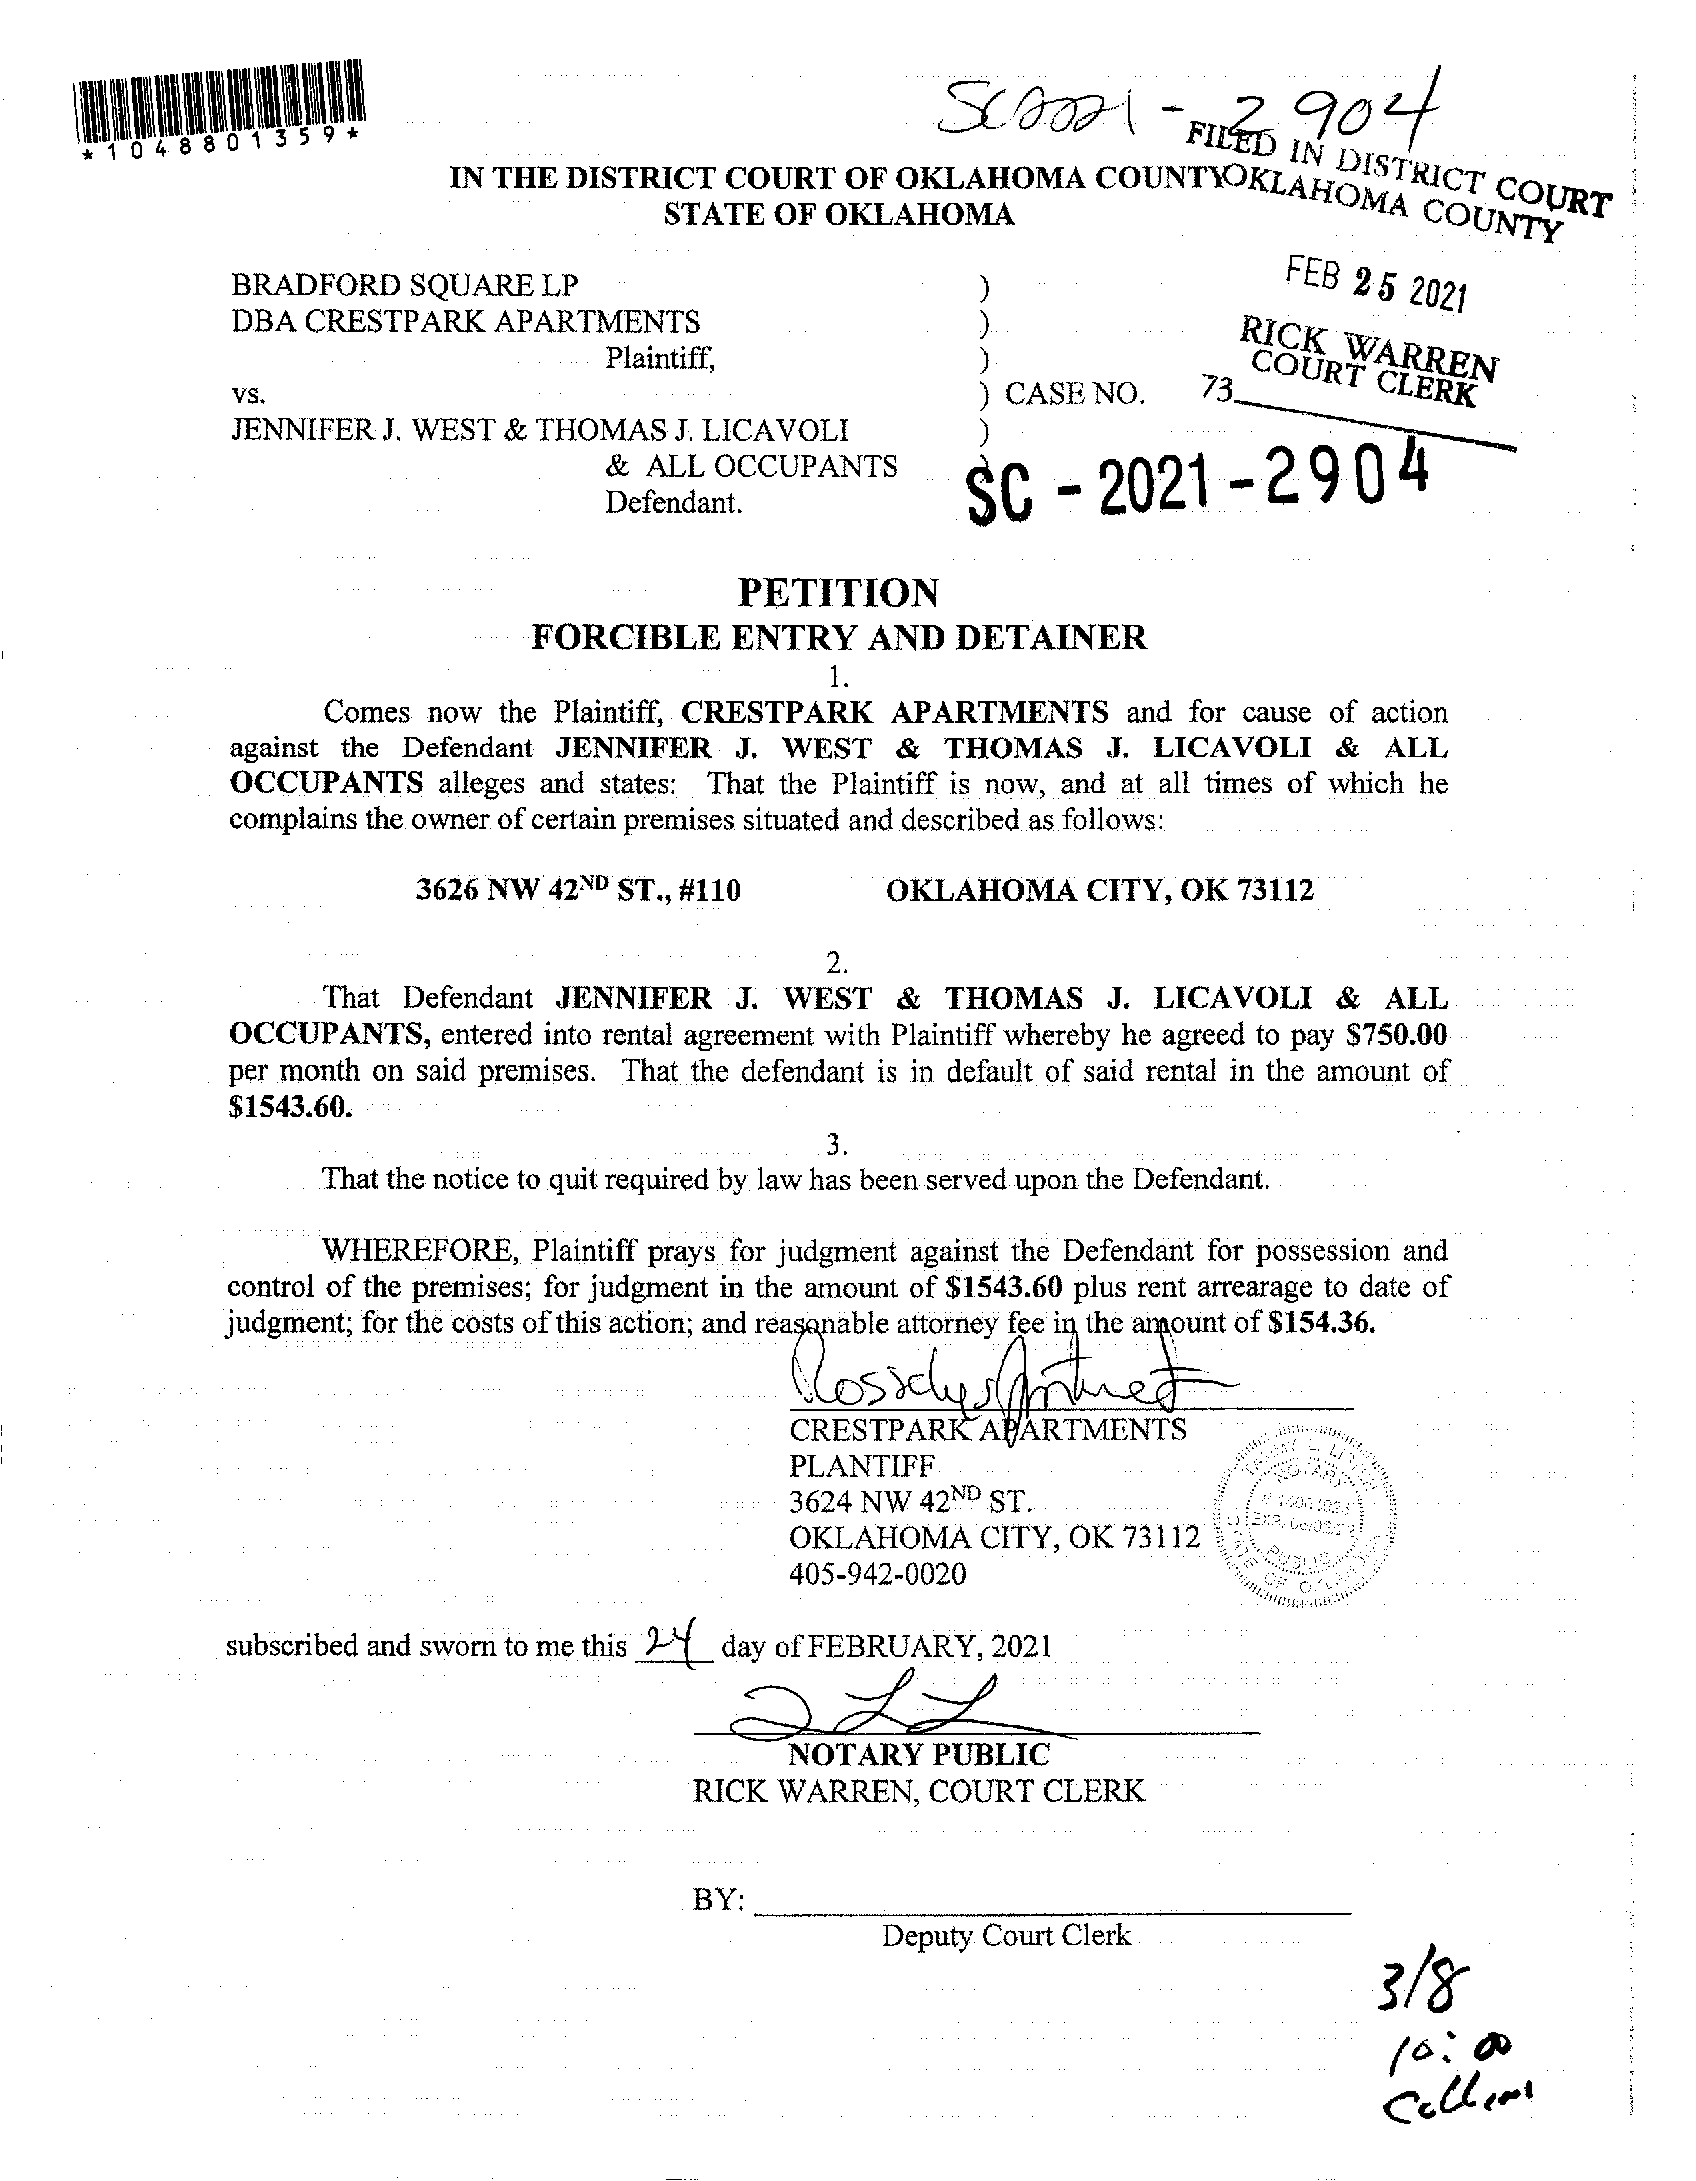 *1048801359*
SC2021-2904
FILED IN DISTRICT COURT
OKLAHOMA COUNTY
IN THE DISTRICT COURT OF OKLAHOMA COUNTY
STATE OF OKLAHOMA
FEB 25 2021
RICK WARREN
COURT CLERK
73
BRADFORD SQUARE LP )
DBA CRESTPARK APARTMENTS )
Plaintiff, )
vs. ) CASE NO.
JENNIFER J. WEST & THOMAS J. LICAVOLI )
& ALL OCCUPANTS )
Defendant.
SC - 2021 - 2904
PETITION
FORCIBLE ENTRY AND DETAINER
1.
Comes now the Plaintiff, CRESTPARK APARTMENTS and for cause of action
against the Defendant JENNIFER J. WEST & THOMAS J. LICAVOLI & ALL
OCCUPANTS alleges and states: That the Plaintiff is now, and at all times of which he
complains the owner of certain premises situated and described as follows:
3626 NW 42ND ST., #110 OKLAHOMA CITY, OK 73112
2.
That Defendant JENNIFER J. WEST & THOMAS J. LICAVOLI & ALL
OCCUPANTS, entered into rental agreement with Plaintiff whereby he agreed to pay $750.00
per month on said premises. That the defendant is in default of said rental in the amount of
$1543.60.
3.
That the notice to quit required by law has been served upon the Defendant.
WHEREFORE, Plaintiff prays for judgment against the Defendant for possession and
control of the premises; for judgment in the amount of $1543.60 plus rent arrearage to date of
judgment; for the costs of this action; and reasonable attorney fee in the amount of $154.36.
CRESTPARK APARTMENTS
PLANTIFF
3624 NW 42ND ST.
OKLAHOMA CITY, OK 73112
405-942-0020
subscribed and sworn to me this 24 day of FEBRUARY, 2021
NOTARY PUBLIC
RICK WARREN, COURT CLERK
BY:
Deputy Court Clerk
3/8
10:00